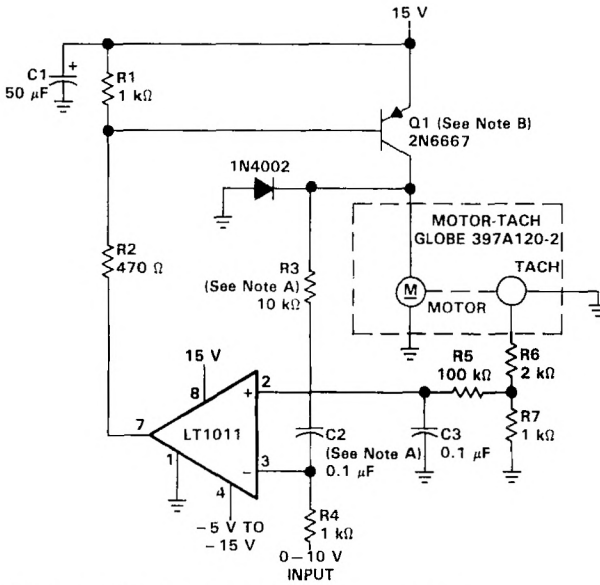 15 V
C1
+
50 µF
R1
1 kΩ
Q1 (See Note B)
2N6667
1N4002
MOTOR-TACH
GLOBE 397A120-2
TACH
R2
470 Ω
R3
(See Note A)
10 kΩ
M
MOTOR
15 V
8
2
+
R5
100 kΩ
R6
2 kΩ
7
LT1011
C2
(See Note A)
0.1 µF
C3
0.1 µF
R7
1 kΩ
1
−
3
4
−5 V TO
−15 V
R4
1 kΩ
0−10 V
INPUT